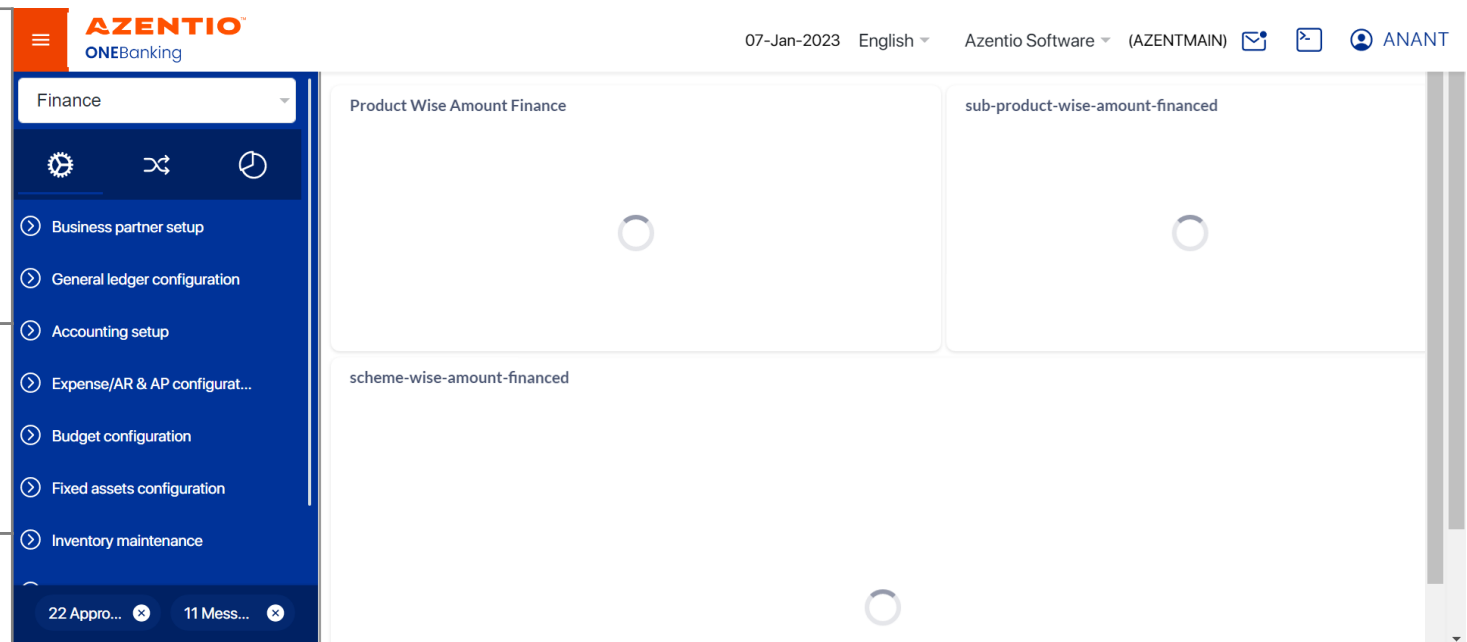 AZENTIO™
ONEBanking
07-Jan-2023 English Azentio Software (AZENTMAIN) ANANT
Finance
Business partner setup
General ledger configuration
Accounting setup
Expense/AR & AP configurat...
Budget configuration
Fixed assets configuration
Inventory maintenance
22 Appro... 11 Mess...
Product Wise Amount Finance
sub-product-wise-amount-financed
scheme-wise-amount-financed